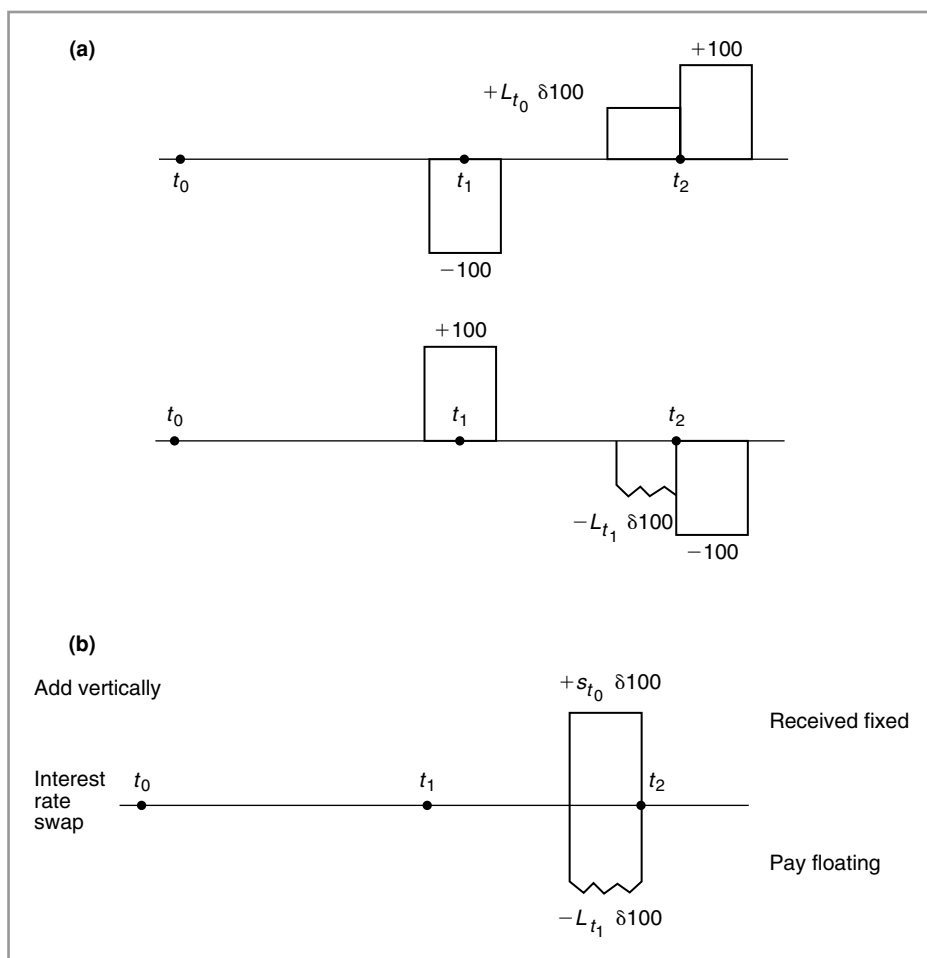 (a)
+100
+L_{t_0} δ100
t_0
t_1
t_2
−100
+100
t_0
t_1
t_2
−L_{t_1} δ100
−100
(b)
Add vertically
+s_{t_0} δ100
Received fixed
Interest
rate
swap
t_0
t_1
t_2
Pay floating
−L_{t_1} δ100